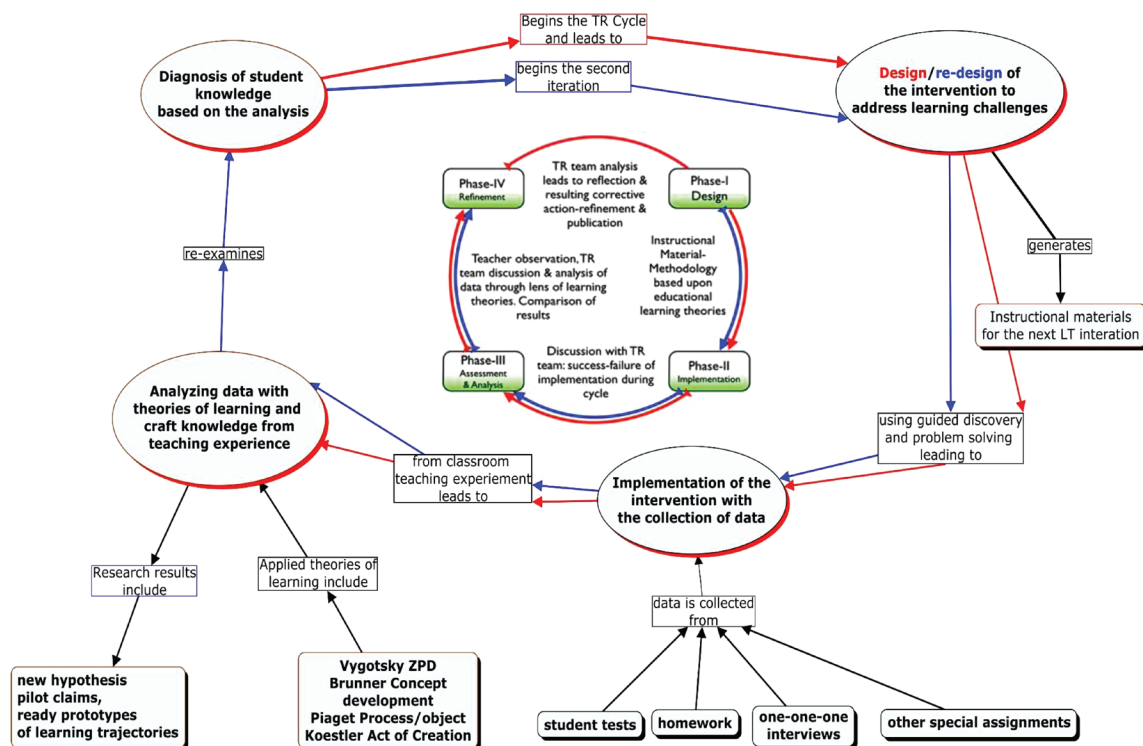 Begins the TR Cycle
and leads to
begins the second
iteration
Diagnosis of student
knowledge
based on the analysis
Design/re-design of
the intervention to
address learning challenges
Phase-IV
Refinement
TR team analysis
leads to reflection &
resulting corrective
action-refinement &
publication
Phase-I
Design
Teacher observation, TR
team discussion & analysis of
data through lens of learning
theories. Comparison of
results
Instructional
Material-
Methodology
based upon
educational
learning theories
Phase-III
Assessment
& Analysis
Discussion with TR
team: success-failure of
implementation during
cycle
Phase-II
Implementation
re-examines
generates
Instructional materials
for the next LT interation
Analyzing data with
theories of learning and
craft knowledge from
teaching experience
using guided discovery
and problem solving
leading to
from classroom
teaching experiement
leads to
Implementation of the
intervention with
the collection of data
Research results
include
Applied theories of
learning include
data is collected
from
new hypothesis
pilot claims,
ready prototypes
of learning trajectories
Vygotsky ZPD
Brunner Concept
development
Piaget Process/object
Koestler Act of Creation
student tests
homework
one-one-one
interviews
other special assignments